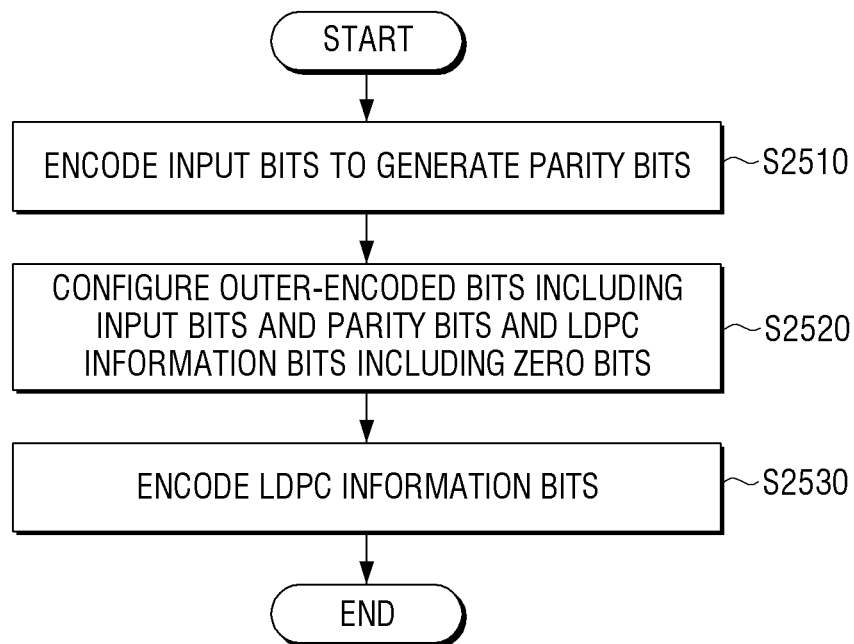 START
ENCODE INPUT BITS TO GENERATE PARITY BITS
S2510
CONFIGURE OUTER-ENCODED BITS INCLUDING
INPUT BITS AND PARITY BITS AND LDPC
INFORMATION BITS INCLUDING ZERO BITS
S2520
ENCODE LDPC INFORMATION BITS
S2530
END